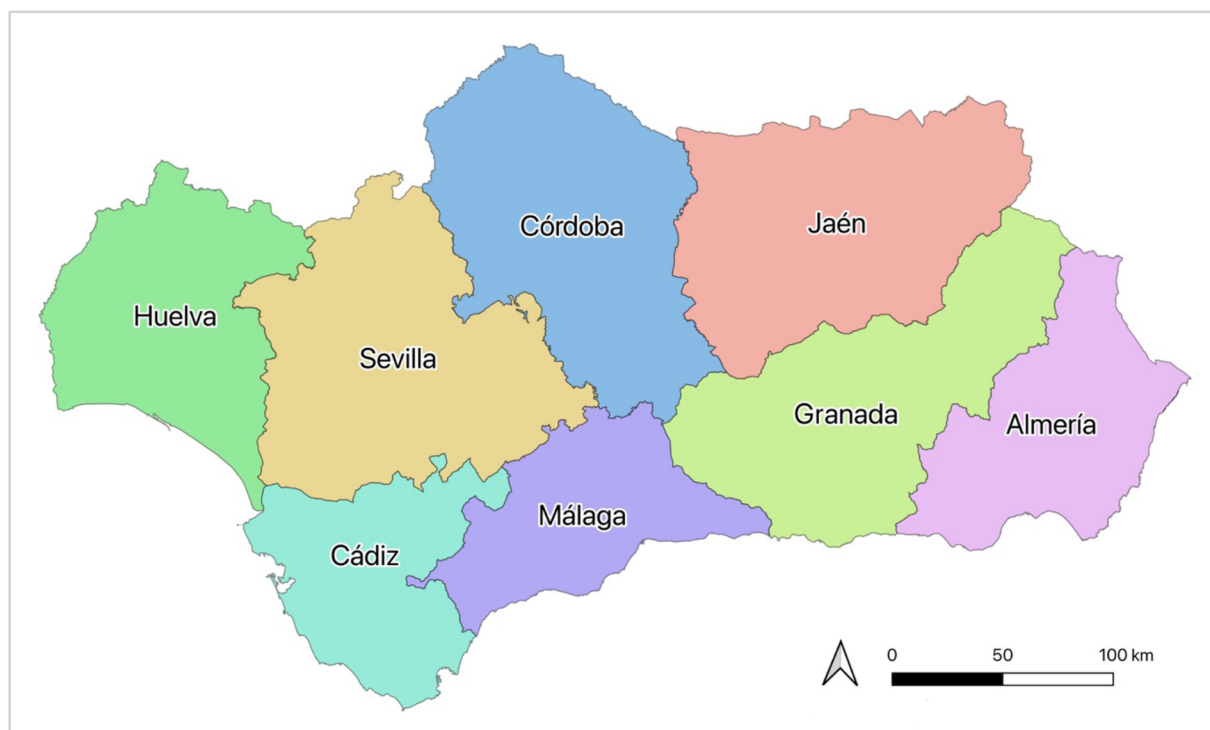 Córdoba
Jaén
Huelva
Sevilla
Granada
Almería
Málaga
Cádiz
0 50 100 km